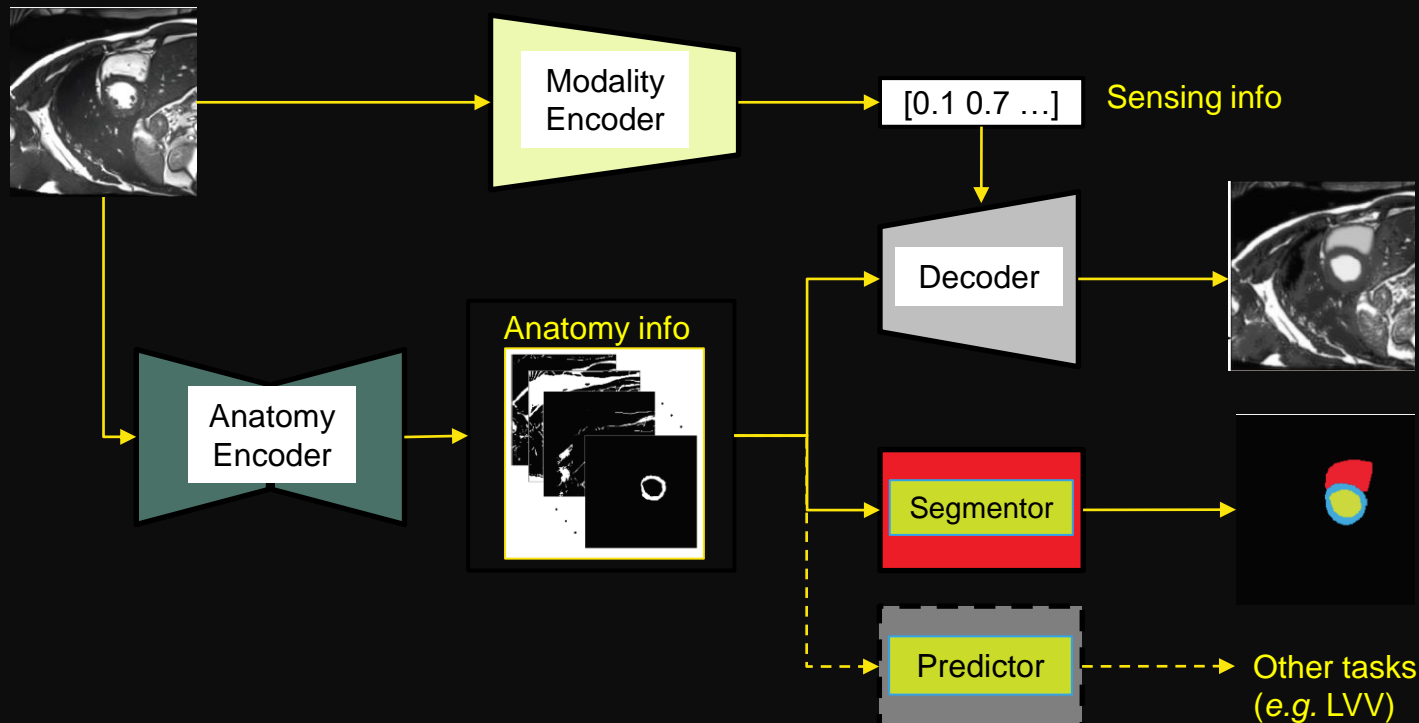 Modality
Encoder
[0.1 0.7 …]
Sensing info
Decoder
Anatomy info
Anatomy
Encoder
Segmentor
Predictor
Other tasks
(e.g. LVV)